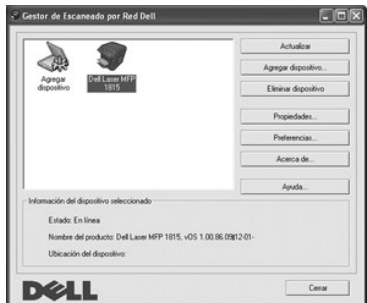 Gestor de Escaneado por Red Dell
Agregar
dispositivo
Dell Laser MFP
1815
Actualizar
Agregar dispositivo...
Eliminar dispositivo
Propiedades...
Preferencias...
Acerca de...
Ayuda...
Información del dispositivo seleccionado
Estado: En línea
Nombre del producto: Dell Laser MFP 1815, vOS 1.00.86.09
Ubicación del dispositivo:
DELL
Cerrar